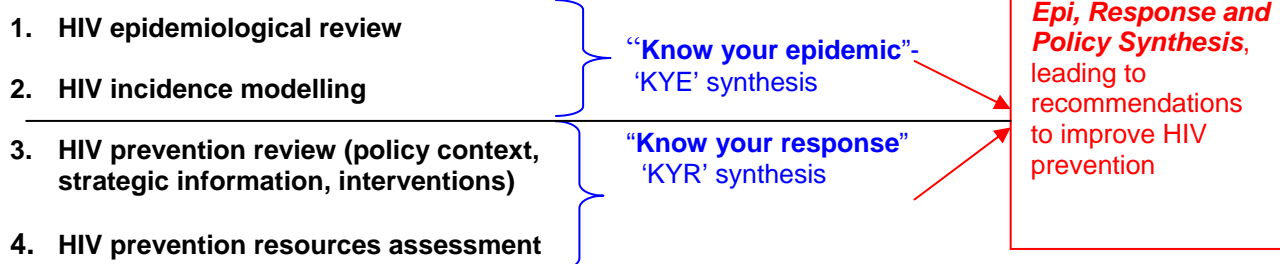 1. HIV epidemiological review
2. HIV incidence modelling
3. HIV prevention review (policy context,
strategic information, interventions)
4. HIV prevention resources assessment
“Know your epidemic”-
‘KYE’ synthesis
“Know your response”
‘KYR’ synthesis
Epi, Response and
Policy Synthesis,
leading to
recommendations
to improve HIV
prevention